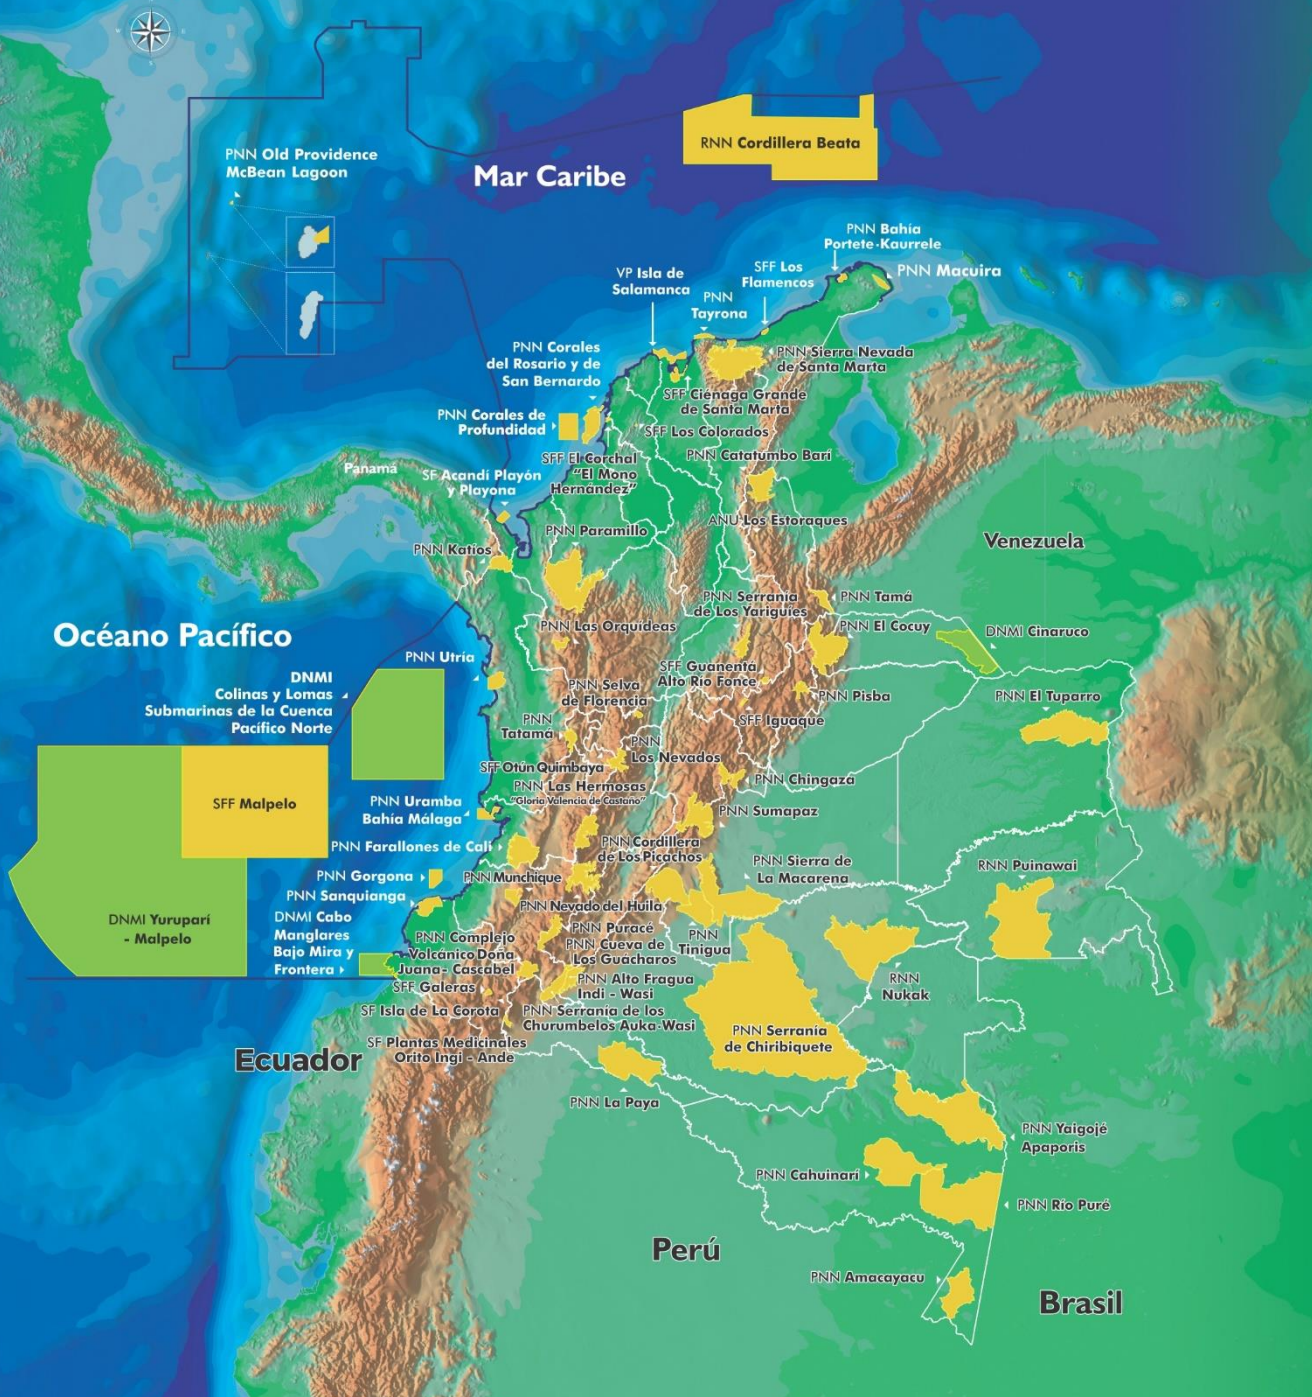 PNN Old Providence
McBean Lagoon
Mar Caribe
RNN Cordillera Beata
PNN Bahía
Portete-Kaurrele
PNN Macuira
SFF Los
Flamencos
VP Isla de
Salamanca
PNN
Tayrona
PNN Corales
del Rosario y de
San Bernardo
PNN Sierra Nevada
de Santa Marta
SFF Ciénaga Grande
de Santa Marta
PNN Corales de
Profundidad
SFF Los Colorados
SFF El Corchal
"El Mono
Hernández"
PNN Catatumbo Barí
Panamá
SF Acandí Playón
y Playona
ANU Los Estoraques
PNN Paramillo
PNN Katíos
Venezuela
PNN Serranía
de Los Yariguíes
PNN Tamá
PNN Las Orquídeas
PNN El Cocuy
DNMI Cinaruco
Océano Pacífico
PNN Utría
SFF Guanentá
Alto Río Fonce
DNMI
Colinas y Lomas
Submarinas de la Cuenca
Pacífico Norte
PNN Selva
de Florencia
PNN Pisba
PNN El Tuparro
SFF Iguaque
PNN
Tatamá
PNN
Los Nevados
SFF Otún Quimbaya
PNN Chingaza
PNN Las Hermosas
"Gloria Valencia de Castaño"
SFF Malpelo
PNN Uramba
Bahía Málaga
PNN Sumapaz
PNN Farallones de Cali
PNN Cordillera
de Los Picachos
PNN Sierra de
La Macarena
RNN Puinawai
PNN Gorgona
PNN Munchique
PNN Sanquianga
PNN Nevado del Huila
DNMI Yuruparí
- Malpelo
DNMI Cabo
Manglares
Bajo Mira y
Frontera
PNN Puracé
PNN Cueva de
Los Guácharos
PNN
Tinigua
PNN Complejo
Volcánico Doña
Juana- Cascabel
SFF Galeras
PNN Alto Fragua
Indi - Wasi
RNN
Nukak
SF Isla de La Corota
PNN Serranía de los
Churumbelos Auka-Wasi
PNN Serranía
de Chiribiquete
SF Plantas Medicinales
Orito Ingi - Ande
Ecuador
PNN La Paya
PNN Yaigojé
Apaporis
PNN Cahuinarí
PNN Río Puré
Perú
PNN Amacayacu
Brasil